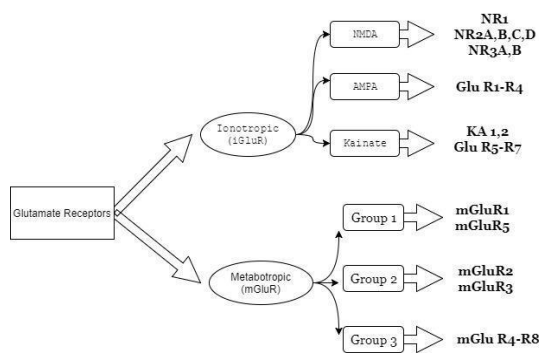 Glutamate Receptors
Ionotropic
(iGluR)
NMDA
NR1
NR2A,B,C,D
NR3A,B
AMPA
Glu R1-R4
Kainate
KA 1,2
Glu R5-R7
Metabotropic
(mGluR)
Group 1
mGluR1
mGluR5
Group 2
mGluR2
mGluR3
Group 3
mGlu R4-R8